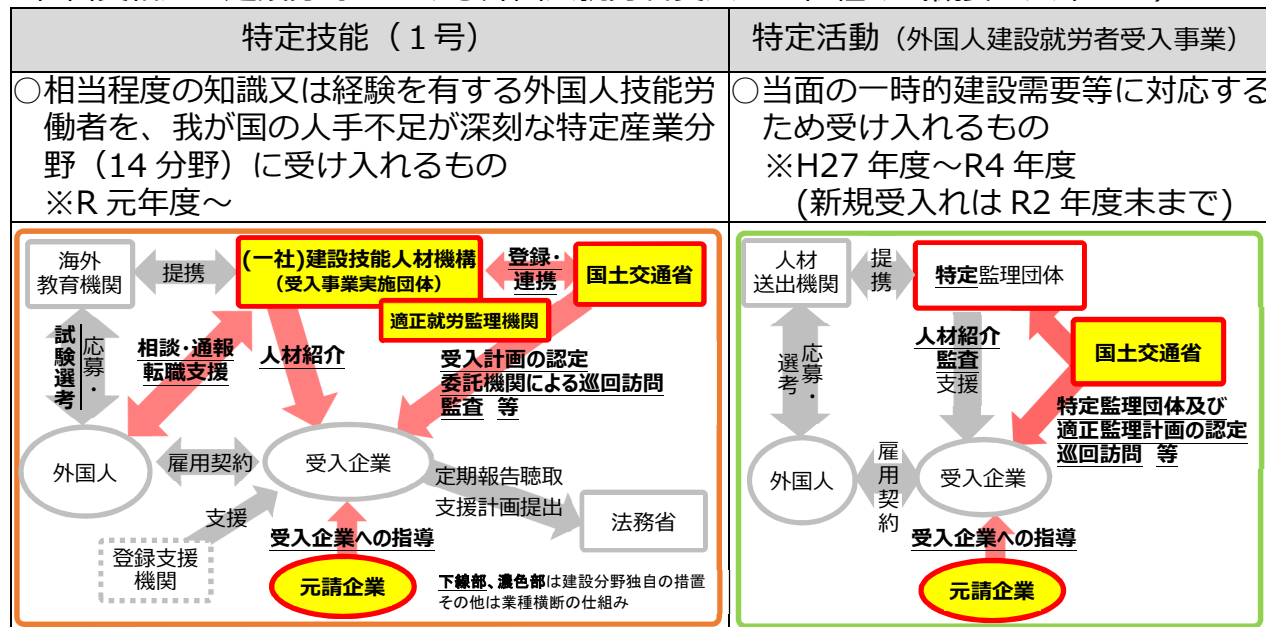 特定技能（１号）
特定活動（外国人建設就労者受入事業）
○相当程度の知識又は経験を有する外国人技能労
働者を、我が国の人手不足が深刻な特定産業分
野（14 分野）に受け入れるもの
※R 元年度～
○当面の一時的建設需要等に対応する
ため受け入れるもの
※H27 年度～R4 年度
(新規受入れは R2 年度末まで)
海外
教育機関
提携
(一社)建設技能人材機構
（受入事業実施団体）
登録・
連携
国土交通省
適正就労監理機関
試験選考
応募・
相談・通報
転職支援
人材紹介
受入計画の認定
委託機関による巡回訪問
監査 等
外国人
雇用契約
受入企業
定期報告聴取
支援計画提出
法務省
支援
登録支援
機関
受入企業への指導
元請企業
下線部、濃色部は建設分野独自の措置
その他は業種横断の仕組み
人材
送出機関
提
携
特定監理団体
応募・
選考
人材紹介
監査
支援
国土交通省
特定監理団体及び
適正監理計画の認定
巡回訪問 等
外国人
雇
用
契
約
受入企業
受入企業への指導
元請企業